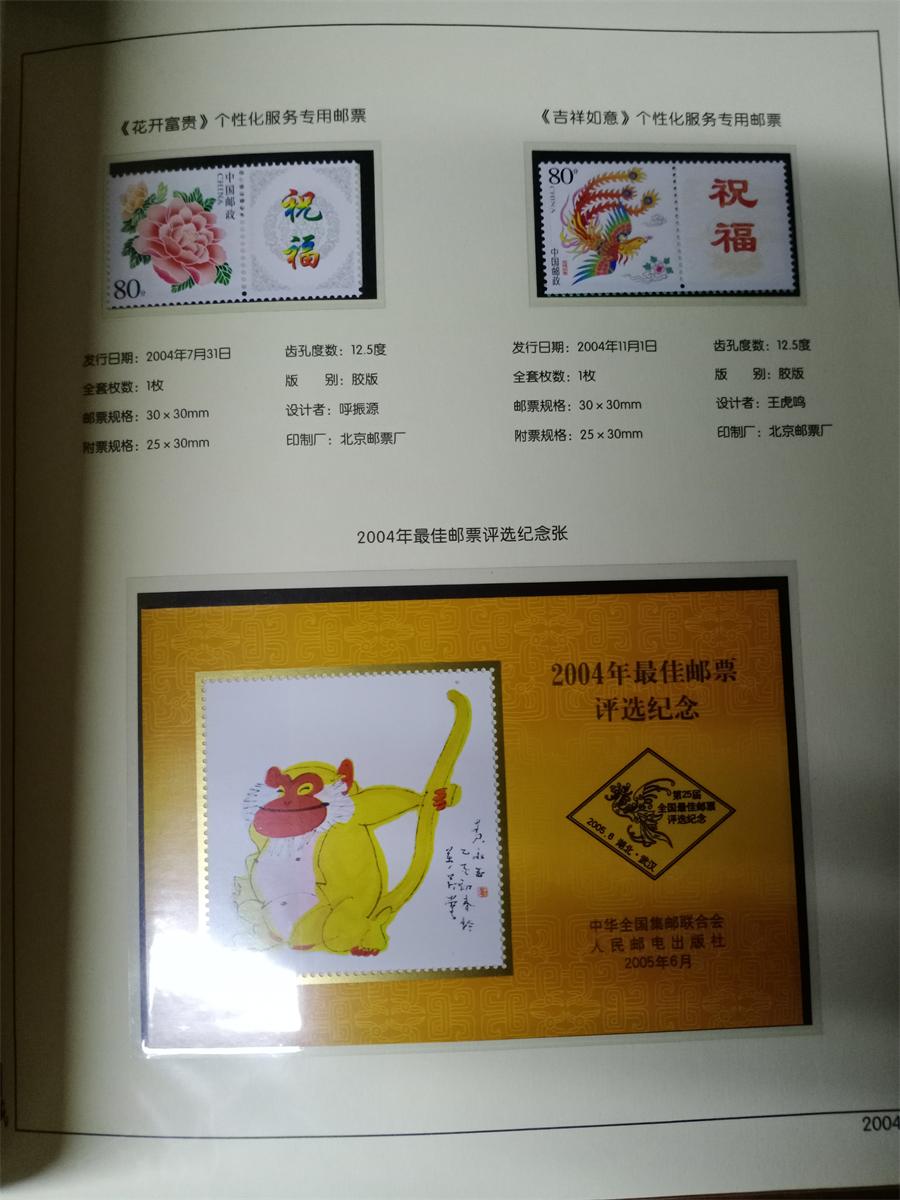 《花开富贵》个性化服务专用邮票
中国邮政
CHINA
80分
祝
福
发行日期：2004年7月31日
齿孔度数：12.5度
全套枚数：1枚
版 别：胶版
邮票规格：30×30mm
设计者：呼振源
附票规格：25×30mm
印制厂：北京邮票厂
《吉祥如意》个性化服务专用邮票
80分
CHINA
中国邮政
祝
福
发行日期：2004年11月1日
齿孔度数：12.5度
全套枚数：1枚
版 别：胶版
邮票规格：30×30mm
设计者：王虎鸣
附票规格：25×30mm
印制厂：北京邮票厂
2004年最佳邮票评选纪念张
2004年最佳邮票
评选纪念
第25届
全国最佳邮票
评选纪念
2005.6 湖北·武汉
中华全国集邮联合会
人民邮电出版社
2005年6月
黄永玉
2004